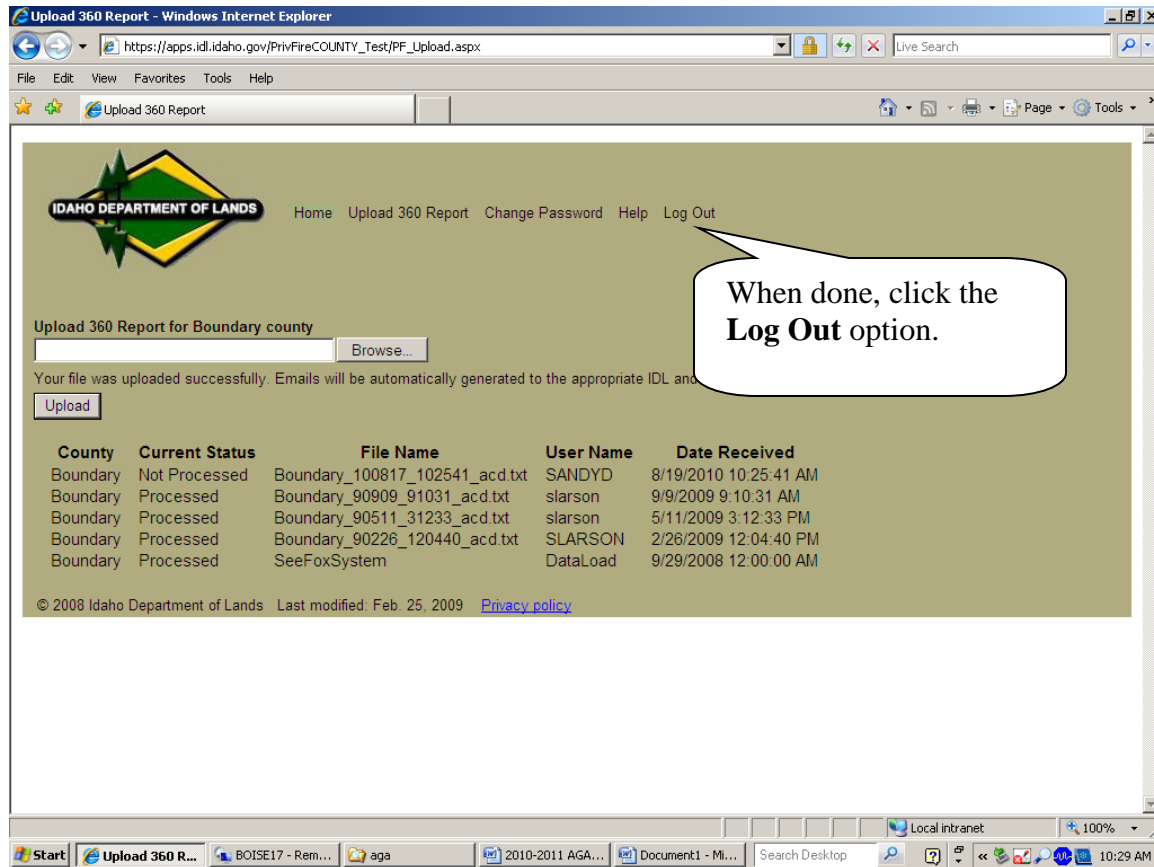 Upload 360 Report - Windows Internet Explorer
https://apps.idl.idaho.gov/PrivFireCOUNTY_Test/PF_Upload.aspx
Live Search
File Edit View Favorites Tools Help
Upload 360 Report
Page Tools
IDAHO DEPARTMENT OF LANDS
Home Upload 360 Report Change Password Help Log Out
When done, click the
Log Out option.
Upload 360 Report for Boundary county
Browse...
Your file was uploaded successfully. Emails will be automatically generated to the appropriate IDL and
Upload
County Current Status File Name User Name Date Received
Boundary Not Processed Boundary_100817_102541_acd.txt SANDYD 8/19/2010 10:25:41 AM
Boundary Processed Boundary_90909_91031_acd.txt slarson 9/9/2009 9:10:31 AM
Boundary Processed Boundary_90511_31233_acd.txt slarson 5/11/2009 3:12:33 PM
Boundary Processed Boundary_90226_120440_acd.txt SLARSON 2/26/2009 12:04:40 PM
Boundary Processed SeeFoxSystem DataLoad 9/29/2008 12:00:00 AM
© 2008 Idaho Department of Lands Last modified: Feb. 25, 2009 Privacy policy
Local intranet 100%
Start Upload 360 R... BOISE17 - Rem... aga 2010-2011 AGA... Document1 - Mi... Search Desktop 10:29 AM